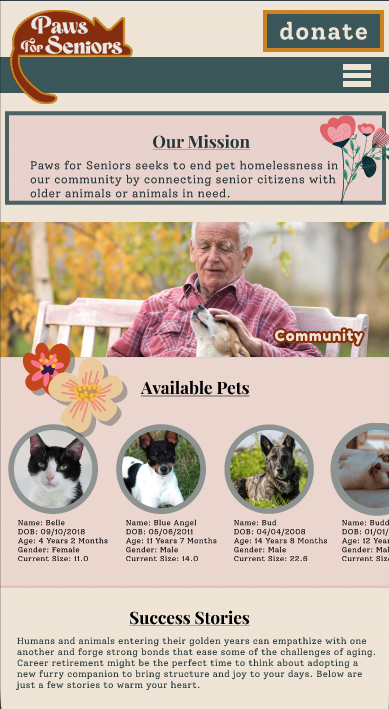 Paws
For Seniors
donate
Our Mission
Paws for Seniors seeks to end pet homelessness in
our community by connecting senior citizens with
older animals or animals in need.
Community
Available Pets
Name: Belle
DOB: 09/10/2018
Age: 4 Years 2 Months
Gender: Female
Current Size: 11.0
Name: Blue Angel
DOB: 05/06/2011
Age: 11 Years 7 Months
Gender: Male
Current Size: 14.0
Name: Bud
DOB: 04/04/2008
Age: 14 Years 8 Months
Gender: Male
Current Size: 22.6
Name: Budd
DOB: 01/01/
Age: 12 Year
Gender: Mal
Current Size
Success Stories
Humans and animals entering their golden years can empathize with one
another and forge strong bonds that ease some of the challenges of aging.
Career retirement might be the perfect time to think about adopting a
new furry companion to bring structure and joy to your days. Below are
just a few stories to warm your heart.